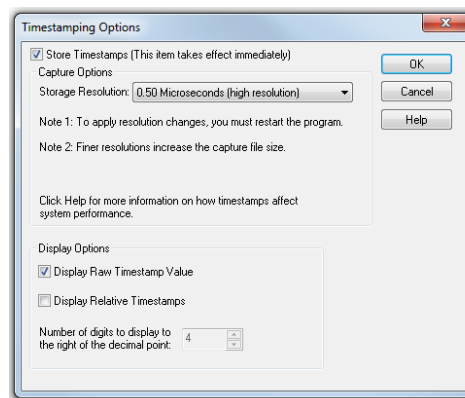 Timestamping Options
Store Timestamps (This item takes effect immediately)
OK
Capture Options
Storage Resolution: 0.50 Microseconds (high resolution)
Cancel
Note 1: To apply resolution changes, you must restart the program.
Help
Note 2: Finer resolutions increase the capture file size.
Click Help for more information on how timestamps affect
system performance.
Display Options
Display Raw Timestamp Value
Display Relative Timestamps
Number of digits to display to
the right of the decimal point: 4